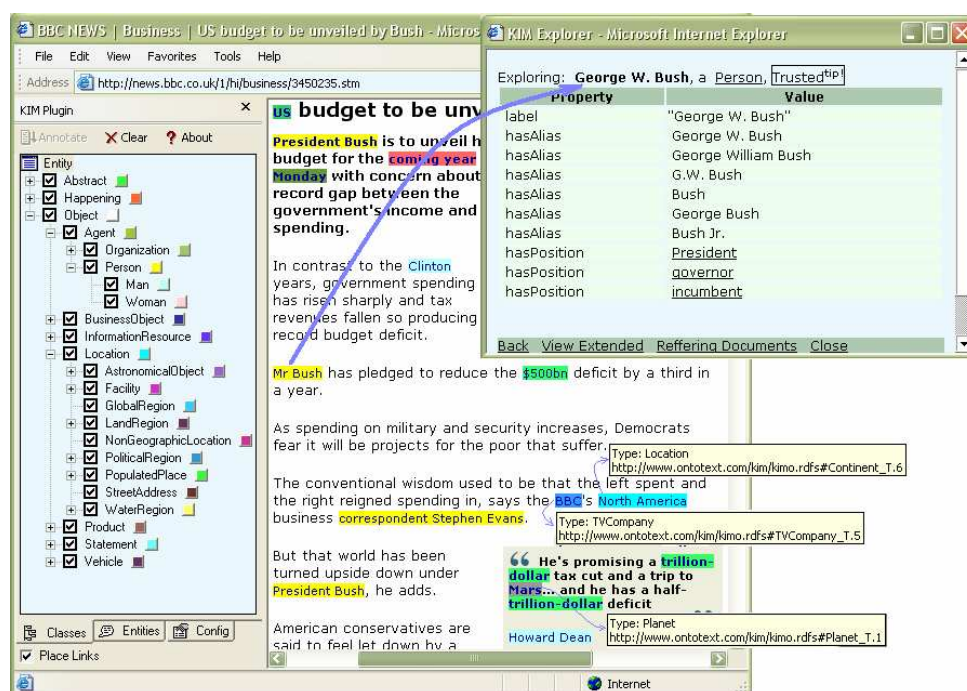 BBC NEWS | Business | US budget to be unveiled by Bush - Micros
File Edit View Favorites Tools Help
Address http://news.bbc.co.uk/1/hi/business/3450235.stm
KIM Plugin
Annotate Clear About
Entity
Abstract
Happening
Object
Agent
Organization
Person
Man
Woman
BusinessObject
InformationResource
Location
AstronomicalObject
Facility
GlobalRegion
LandRegion
NonGeographicLocation
PoliticalRegion
PopulatedPlace
StreetAddress
WaterRegion
Product
Statement
Vehicle
Classes Entities Config
Place Links
US budget to be unv
President Bush is to unveil h
budget for the coming year
Monday with concern about
record gap between the
government's income and
spending.
In contrast to the Clinton
years, government spending
has risen sharply and tax
revenues fallen so producing
record budget deficit.
Mr Bush has pledged to reduce the $500bn deficit by a third in
a year.
As spending on military and security increases, Democrats
fear it will be projects for the poor that suffer.
The conventional wisdom used to be that the left spent and
the right reigned spending in, says the BBC's North America
business correspondent Stephen Evans.
But that world has been
turned upside down under
President Bush, he adds.
American conservatives are
said to feel let down by a
He's promising a trillion-
dollar tax cut and a trip to
Mars... and he has a half-
trillion-dollar deficit
Howard Dean
Type: Location
http://www.ontotext.com/kim/kimo.rdfs#Continent_T.6
Type: TVCompany
http://www.ontotext.com/kim/kimo.rdfs#TVCompany_T.5
Type: Planet
http://www.ontotext.com/kim/kimo.rdfs#Planet_T.1
Internet
KIM Explorer - Microsoft Internet Explorer
Exploring: George W. Bush, a Person, Trusted tip!
Property Value
label "George W. Bush"
hasAlias George W. Bush
hasAlias George William Bush
hasAlias G.W. Bush
hasAlias Bush
hasAlias George Bush
hasAlias Bush Jr.
hasPosition President
hasPosition governor
hasPosition incumbent
Back View Extended Reffering Documents Close